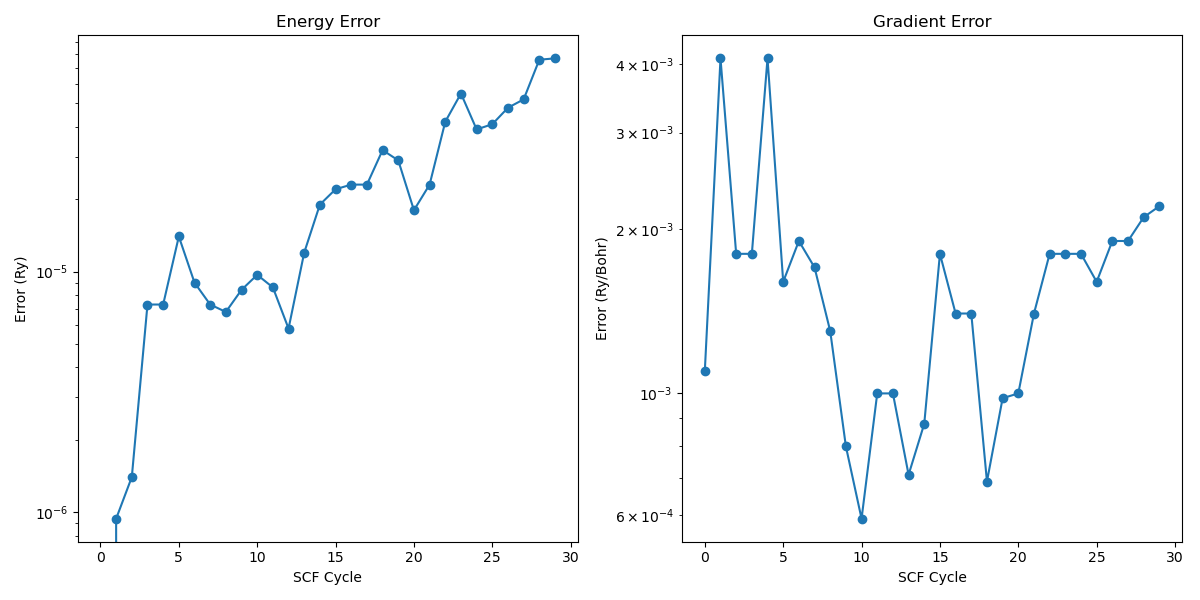 Energy Error
Error (Ry)
10⁻⁵
10⁻⁶
0 5 10 15 20 25 30
SCF Cycle
Gradient Error
Error (Ry/Bohr)
4 × 10⁻³
3 × 10⁻³
2 × 10⁻³
10⁻³
6 × 10⁻⁴
0 5 10 15 20 25 30
SCF Cycle